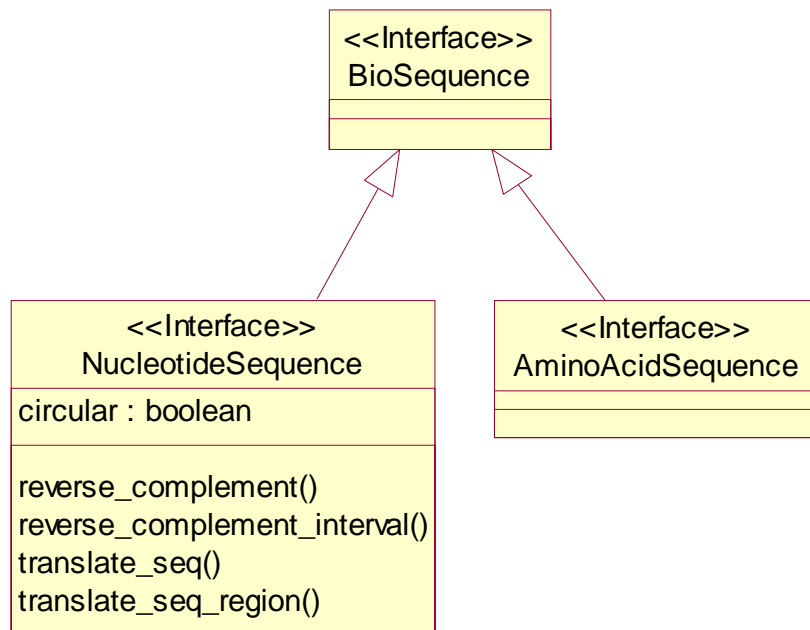 <<Interface>>
BioSequence
<<Interface>>
NucleotideSequence
circular : boolean
reverse_complement()
reverse_complement_interval()
translate_seq()
translate_seq_region()
<<Interface>>
AminoAcidSequence